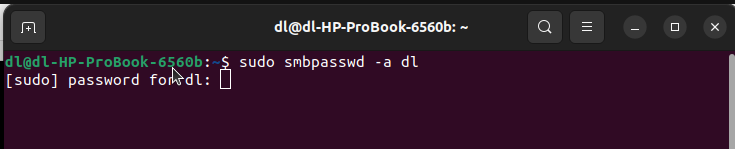 dl@dl-HP-ProBook-6560b: ~
dl@dl-HP-ProBook-6560b:~$ sudo smbpasswd -a dl
[sudo] password for dl: